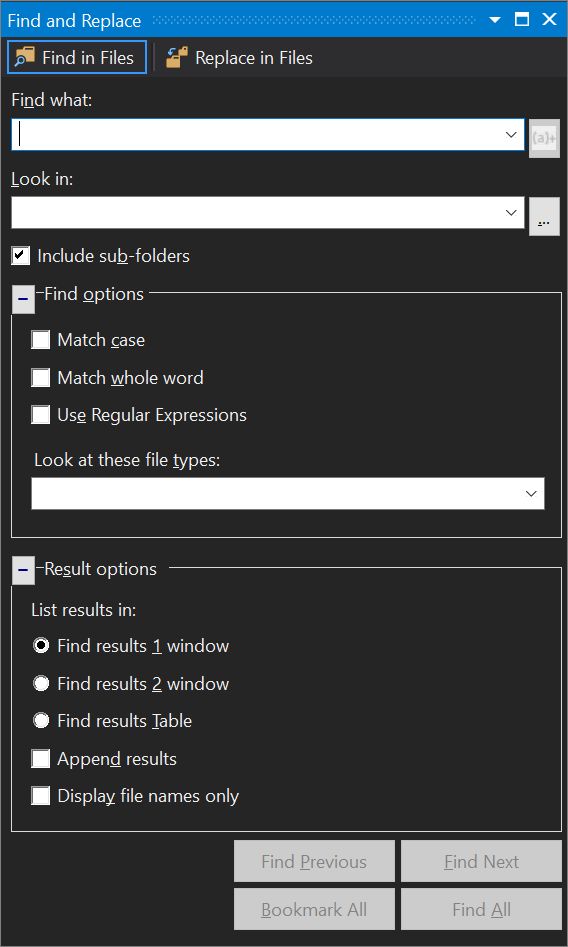 Find and Replace
Find in Files
Replace in Files
Find what:
(a)+
Look in:
...
Include sub-folders
Find options
Match case
Match whole word
Use Regular Expressions
Look at these file types:
Result options
List results in:
Find results 1 window
Find results 2 window
Find results Table
Append results
Display file names only
Find Previous
Find Next
Bookmark All
Find All